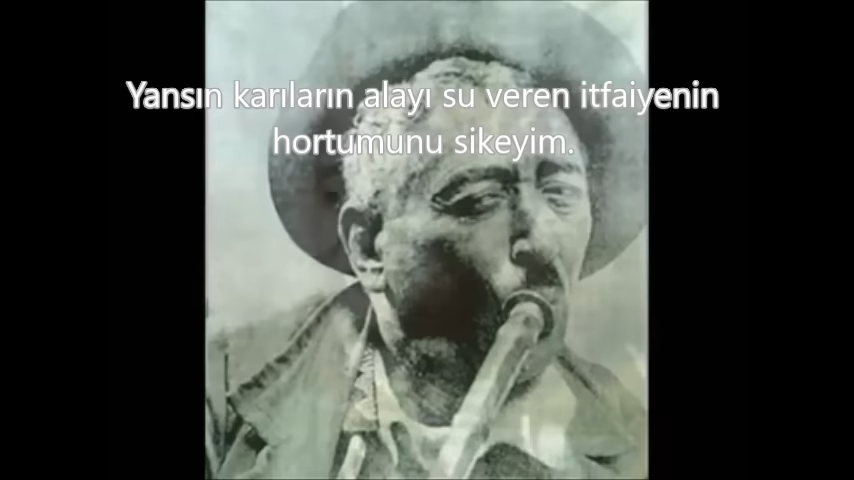 Yansın karıların alayı su veren itfaiyenin
hortumunu sikeyim.